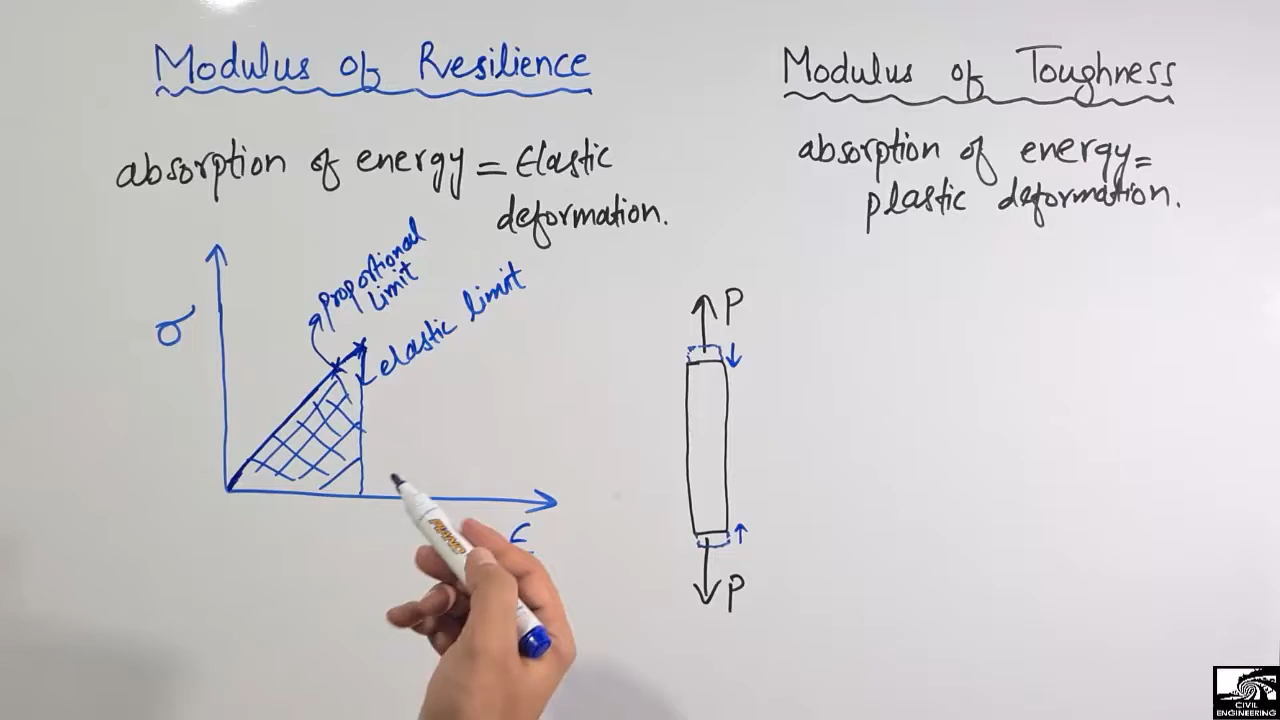 Modulus of Resilience
absorption of energy = Elastic
deformation.
proportional
limit
elastic limit
σ
ε
Modulus of Toughness
absorption of energy =
plastic deformation.
P
P
PIANO
CIVIL
ENGINEERING